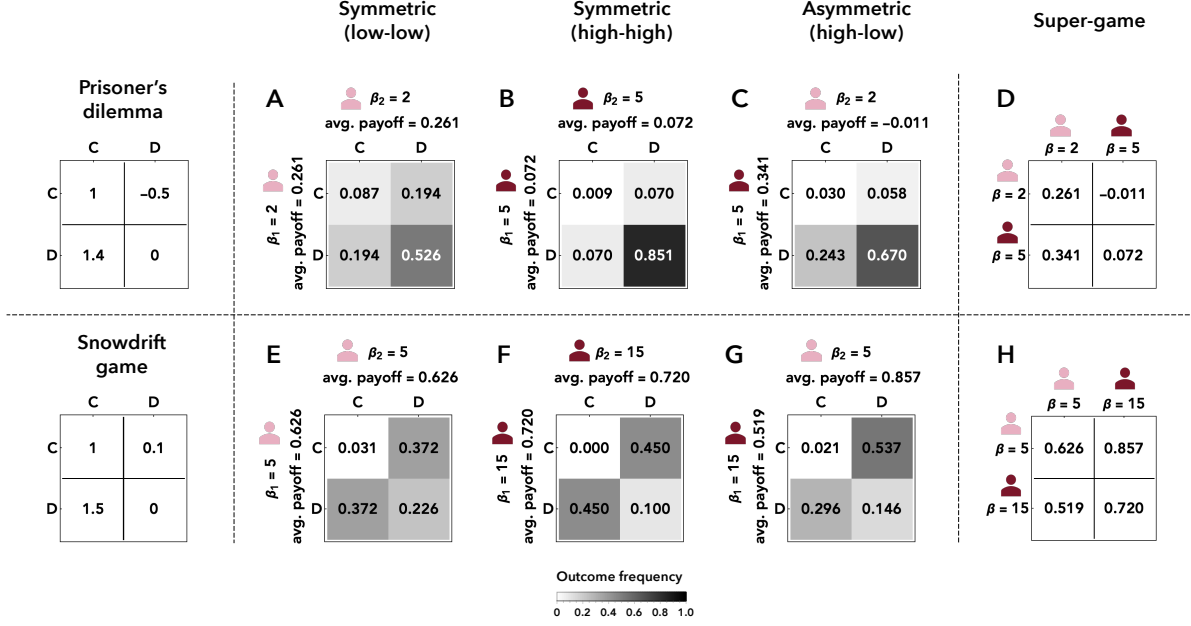 Symmetric
(low-low)
Symmetric
(high-high)
Asymmetric
(high-low)
Super-game
Prisoner's
dilemma
C D
C 1 –0.5
D 1.4 0
A
β2 = 2
avg. payoff = 0.261
β1 = 2
avg. payoff = 0.261
C D
C 0.087 0.194
D 0.194 0.526
B
β2 = 5
avg. payoff = 0.072
β1 = 5
avg. payoff = 0.072
C D
C 0.009 0.070
D 0.070 0.851
C
β2 = 2
avg. payoff = –0.011
β1 = 5
avg. payoff = 0.341
C D
C 0.030 0.058
D 0.243 0.670
D
β = 2 β = 5
β = 2 0.261 –0.011
β = 5 0.341 0.072
Snowdrift
game
C D
C 1 0.1
D 1.5 0
E
β2 = 5
avg. payoff = 0.626
β1 = 5
avg. payoff = 0.626
C D
C 0.031 0.372
D 0.372 0.226
F
β2 = 15
avg. payoff = 0.720
β1 = 15
avg. payoff = 0.720
C D
C 0.000 0.450
D 0.450 0.100
G
β2 = 5
avg. payoff = 0.857
β1 = 15
avg. payoff = 0.519
C D
C 0.021 0.537
D 0.296 0.146
H
β = 5 β = 15
β = 5 0.626 0.857
β = 15 0.519 0.720
Outcome frequency
0 0.2 0.4 0.6 0.8 1.0